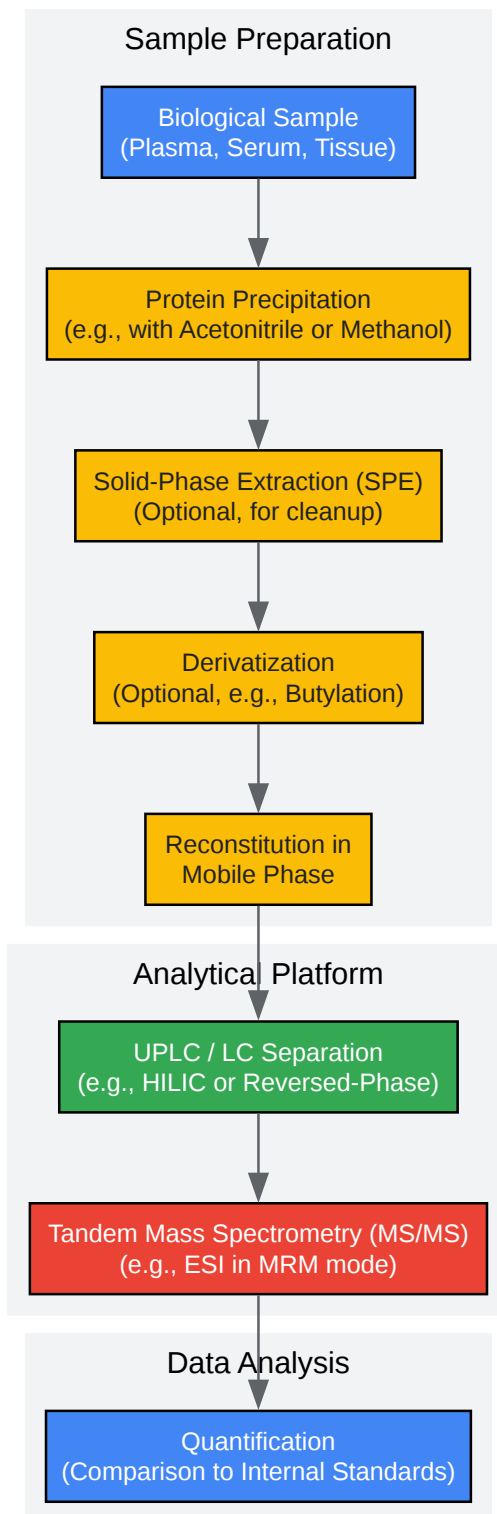 Sample Preparation
Biological Sample
(Plasma, Serum, Tissue)
Protein Precipitation
(e.g., with Acetonitrile or Methanol)
Solid-Phase Extraction (SPE)
(Optional, for cleanup)
Derivatization
(Optional, e.g., Butylation)
Reconstitution in
Mobile Phase
Analytical Platform
UPLC / LC Separation
(e.g., HILIC or Reversed-Phase)
Tandem Mass Spectrometry (MS/MS)
(e.g., ESI in MRM mode)
Data Analysis
Quantification
(Comparison to Internal Standards)